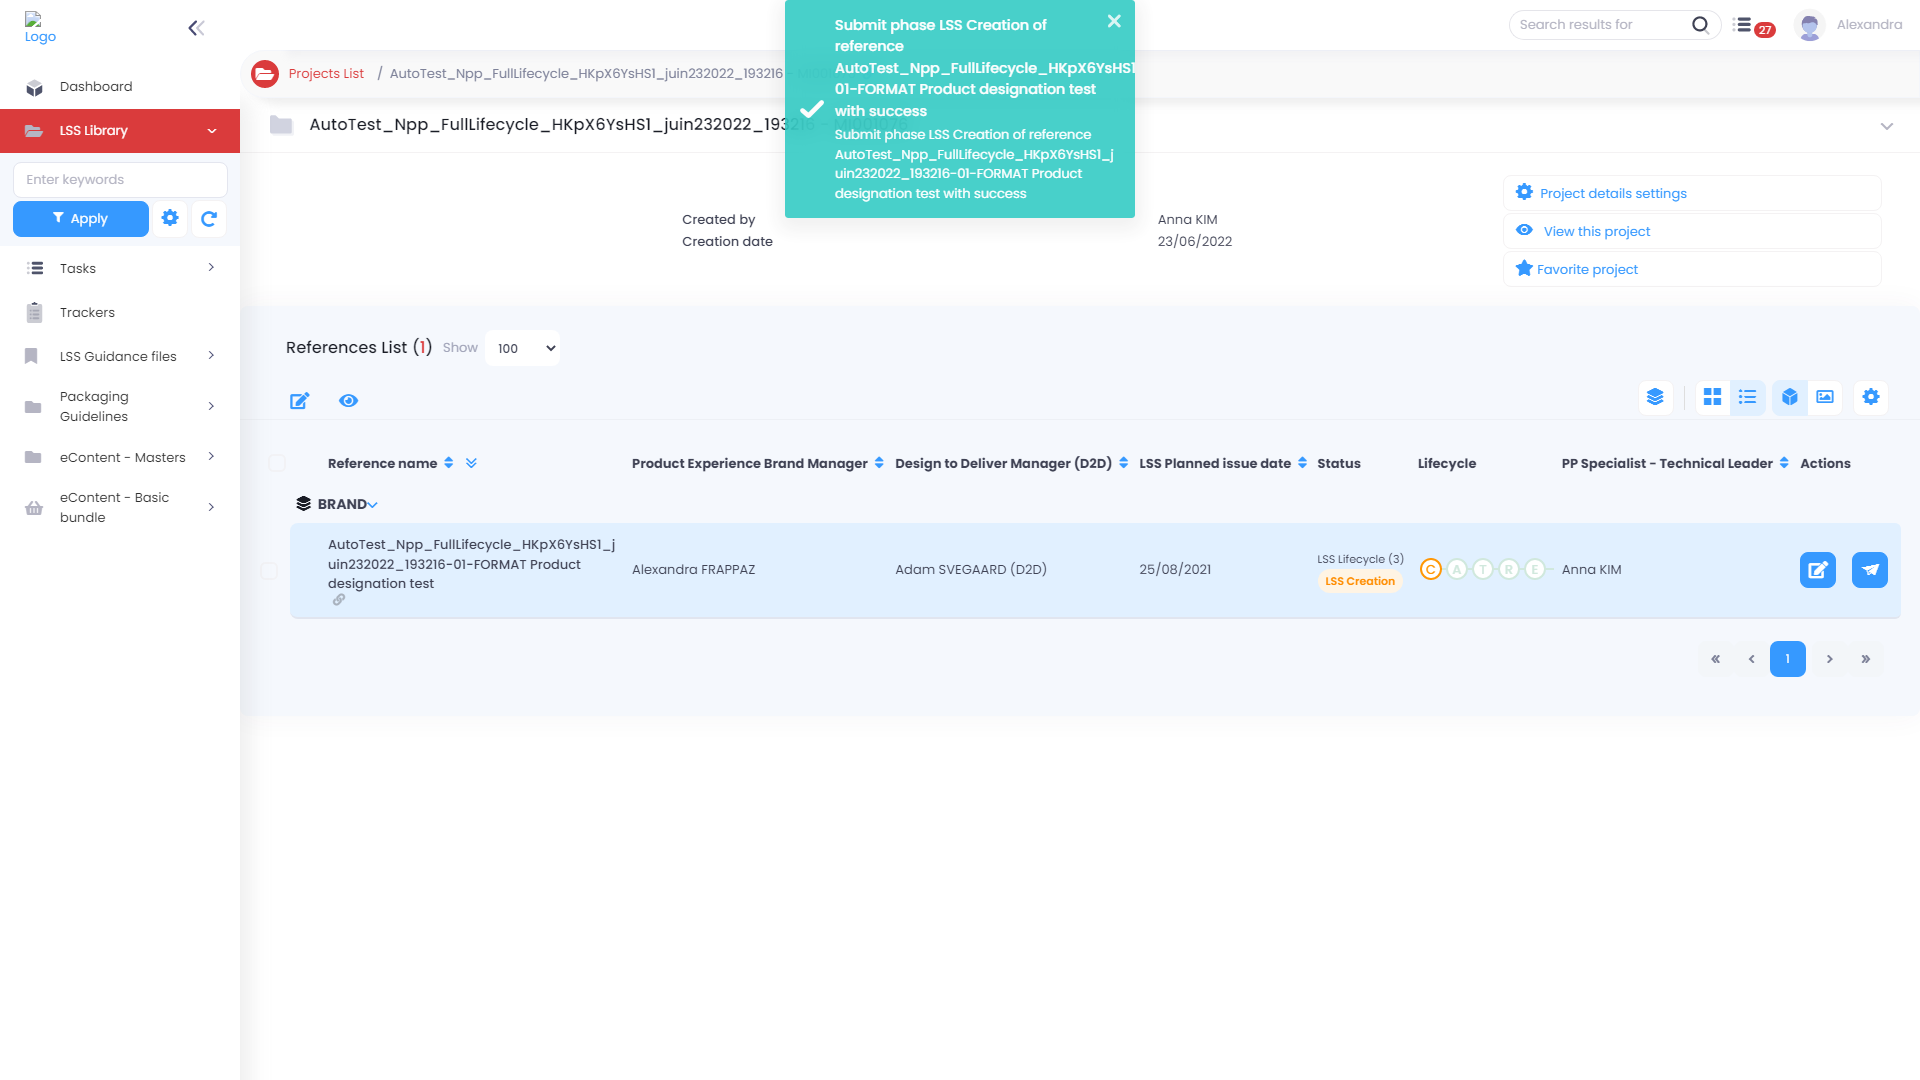 Logo
Dashboard
LSS Library
Enter keywords
Apply
Tasks
Trackers
LSS Guidance files
Packaging
Guidelines
eContent - Masters
eContent - Basic
bundle
Search results for
27
Alexandra
Projects List / AutoTest_Npp_FullLifecycle_HKpX6YsHS1_juin232022_193216 -
AutoTest_Npp_FullLifecycle_HKpX6YsHS1_juin232022_193216 -
Submit phase LSS Creation of
reference
AutoTest_Npp_FullLifecycle_HKpX6YsHS1
01-FORMAT Product designation test
with success
Submit phase LSS Creation of reference
AutoTest_Npp_FullLifecycle_HKpX6YsHS1_j
uin232022_193216-01-FORMAT Product
designation test with success
Created by Anna KIM
Creation date 23/06/2022
Project details settings
View this project
Favorite project
References List (1) Show 100
Reference name Product Experience Brand Manager Design to Deliver Manager (D2D) LSS Planned issue date Status Lifecycle PP Specialist - Technical Leader Actions
BRAND
AutoTest_Npp_FullLifecycle_HKpX6YsHS1_j
uin232022_193216-01-FORMAT Product
designation test
Alexandra FRAPPAZ Adam SVEGAARD (D2D) 25/08/2021
LSS Lifecycle (3)
LSS Creation
C A T R E Anna KIM
« ‹ 1 › »